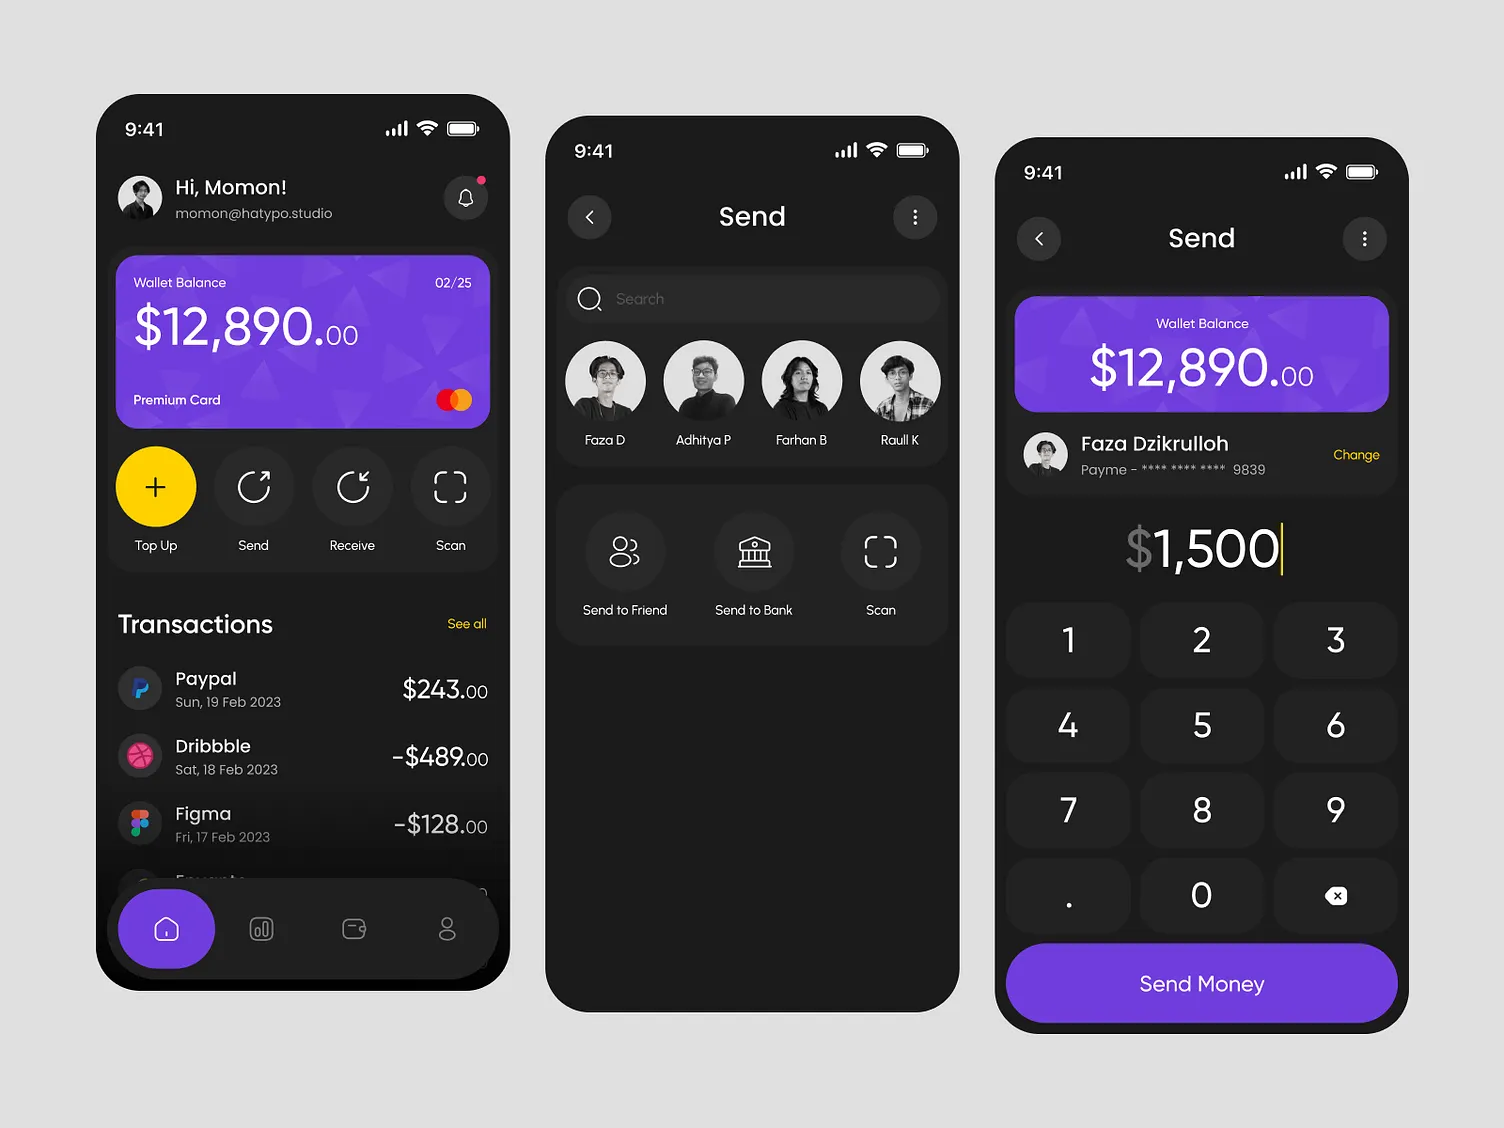 9:41
Hi, Momon!
momon@hatypo.studio
Wallet Balance 02/25
$12,890.00
Premium Card
Top Up Send Receive Scan
Transactions See all
Paypal
Sun, 19 Feb 2023
$243.00
Dribbble
Sat, 18 Feb 2023
-$489.00
Figma
Fri, 17 Feb 2023
-$128.00
9:41
Send
Search
Faza D Adhitya P Farhan B Raull K
Send to Friend Send to Bank Scan
9:41
Send
Wallet Balance
$12,890.00
Faza Dzikrulloh
Payme - **** **** **** 9839
Change
$1,500
1 2 3
4 5 6
7 8 9
. 0
Send Money